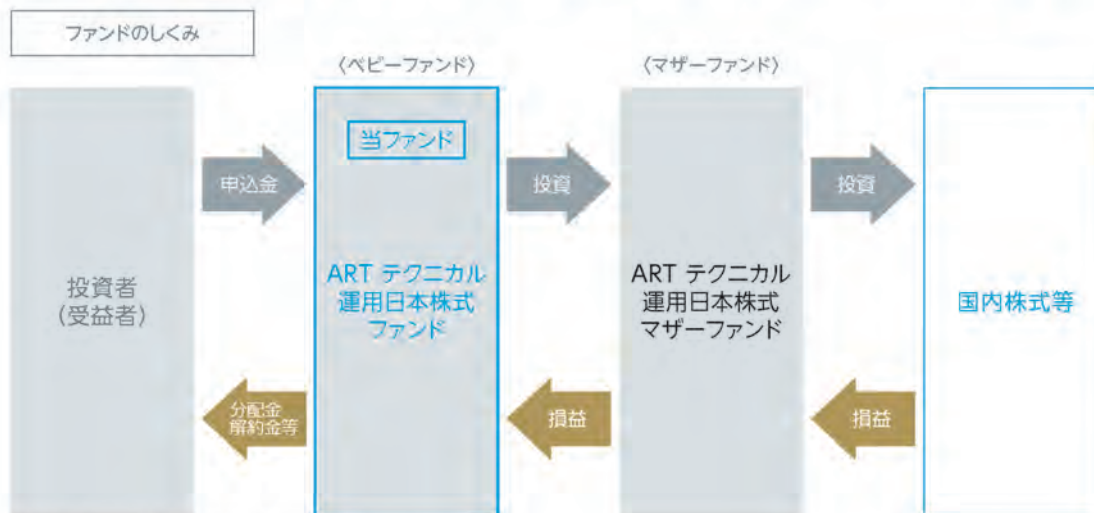 ファンドのしくみ
〈ベビーファンド〉
〈マザーファンド〉
当ファンド
申込金
投資
投資
投資者
(受益者)
ART テクニカル
運用日本株式
ファンド
ART テクニカル
運用日本株式
マザーファンド
国内株式等
分配金
解約金等
損益
損益